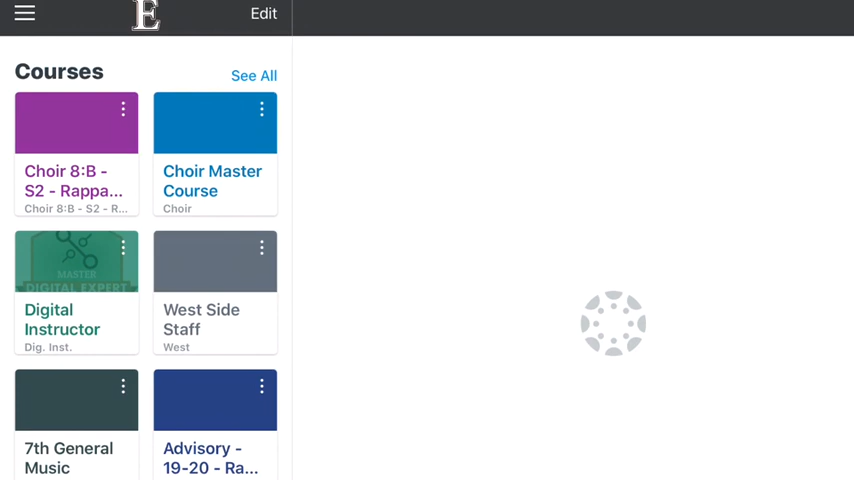 E
Edit
Courses
See All
Choir 8:B -
S2 - Rappa...
Choir 8:B - S2 - R...
Choir Master
Course
Choir
MASTER
DIGITAL EXPERT
Digital
Instructor
Dig. Inst.
West Side
Staff
West
7th General
Music
Advisory -
19-20 - Ra...